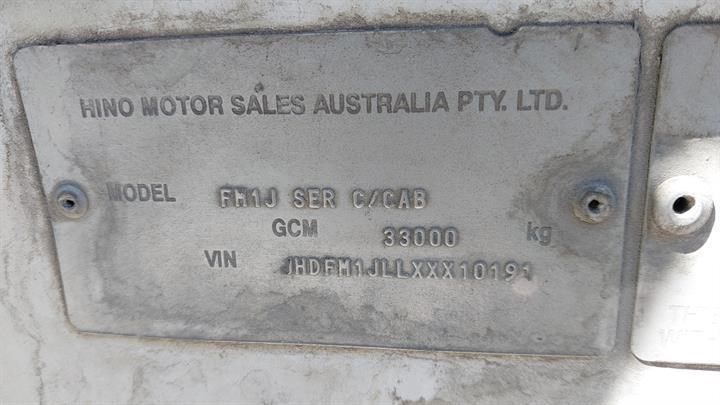 HINO MOTOR SALES AUSTRALIA PTY. LTD.
MODEL FM1J SER C/CAB
GCM 33000 kg
VIN JHDFM1JLLXXX10191